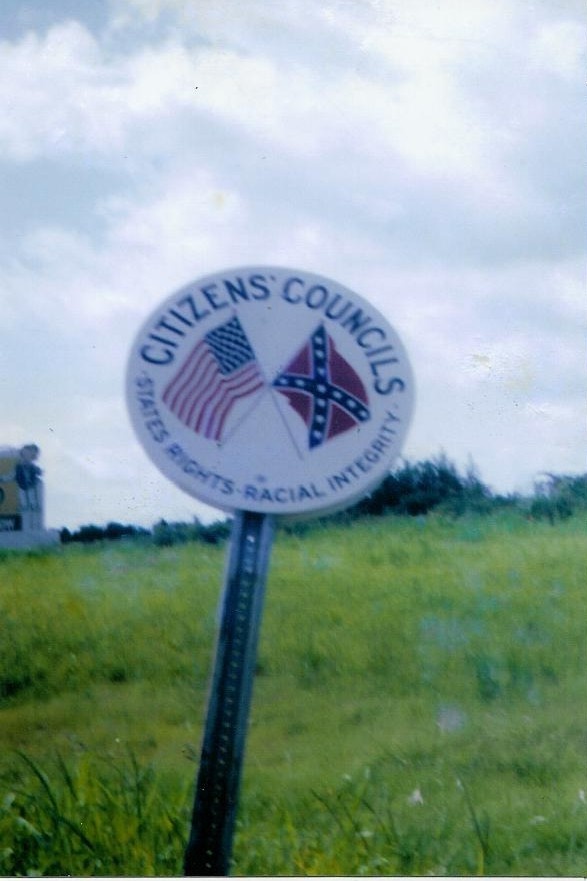 CITIZENS' COUNCILS
· STATES RIGHTS · RACIAL INTEGRITY ·